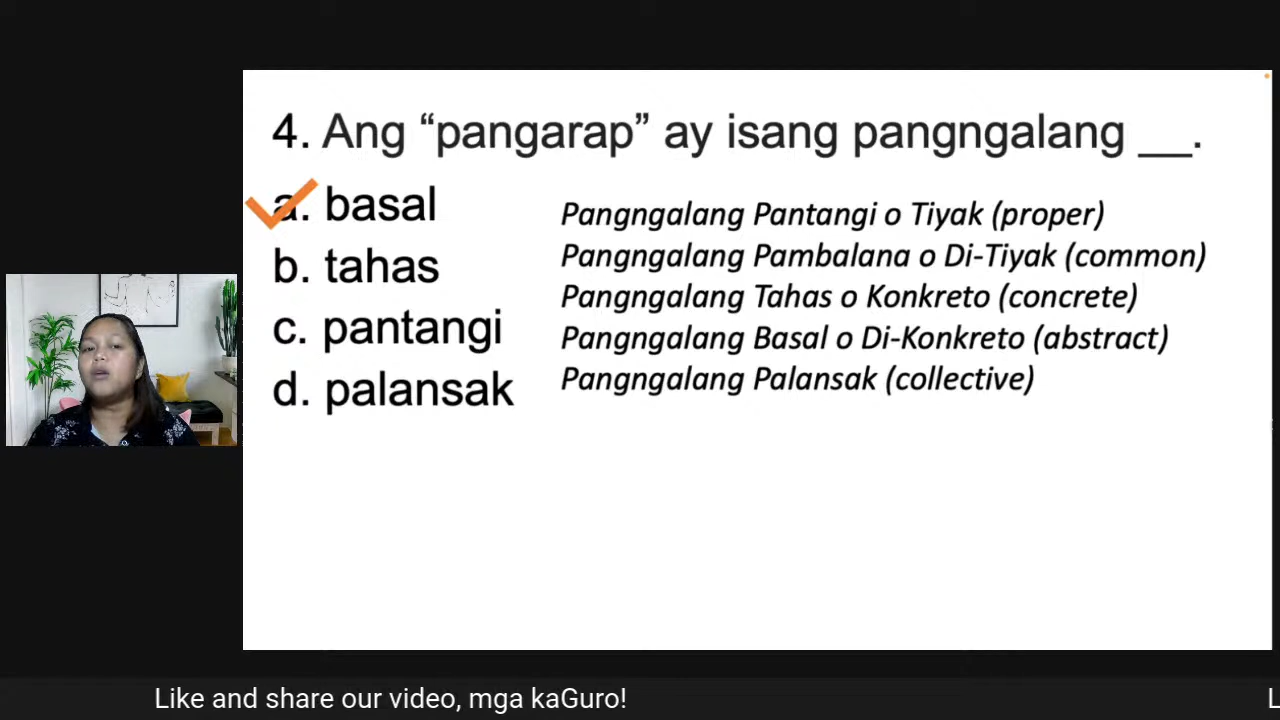 4. Ang “pangarap” ay isang pangngalang __.
a. basal
b. tahas
c. pantangi
d. palansak
Pangngalang Pantangi o Tiyak (proper)
Pangngalang Pambalana o Di-Tiyak (common)
Pangngalang Tahas o Konkreto (concrete)
Pangngalang Basal o Di-Konkreto (abstract)
Pangngalang Palansak (collective)
Like and share our video, mga kaGuro!